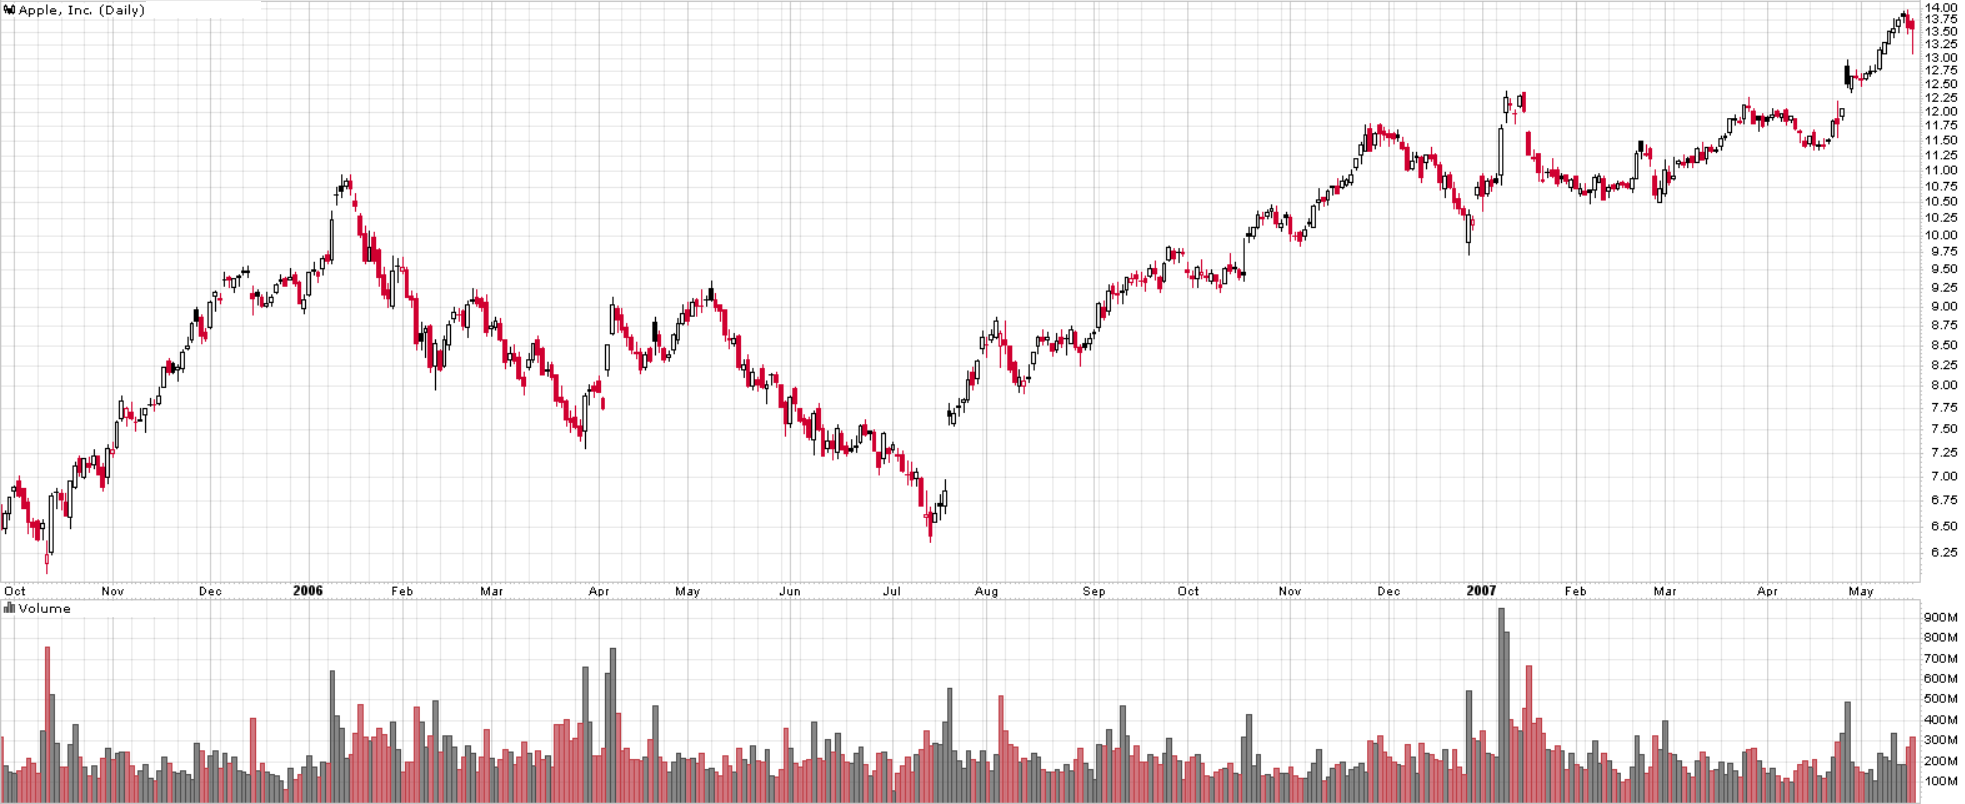 Apple, Inc. (Daily)
14.00
13.75
13.50
13.25
13.00
12.75
12.50
12.25
12.00
11.75
11.50
11.25
11.00
10.75
10.50
10.25
10.00
9.75
9.50
9.25
9.00
8.75
8.50
8.25
8.00
7.75
7.50
7.25
7.00
6.75
6.50
6.25
Oct Nov Dec 2006 Feb Mar Apr May Jun Jul Aug Sep Oct Nov Dec 2007 Feb Mar Apr May
Volume
900M
800M
700M
600M
500M
400M
300M
200M
100M